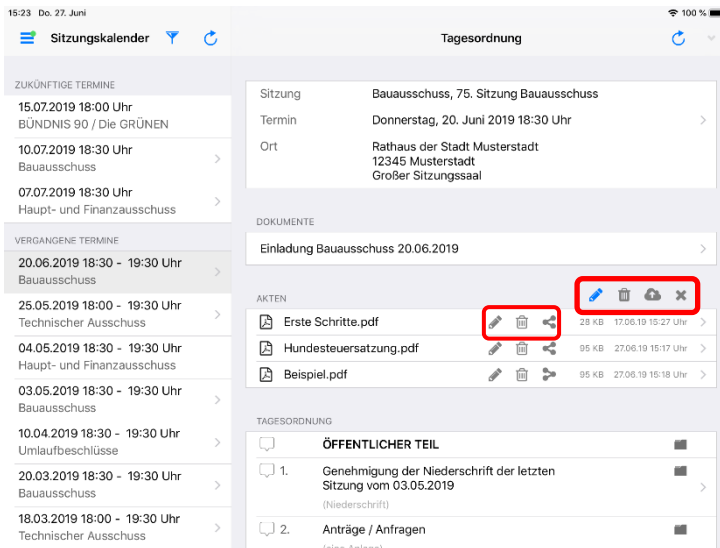 15:23 Do. 27. Juni
100 %
Sitzungskalender
Tagesordnung
ZUKÜNFTIGE TERMINE
15.07.2019 18:00 Uhr
BÜNDNIS 90 / Die GRÜNEN
10.07.2019 18:30 Uhr
Bauausschuss
07.07.2019 18:30 Uhr
Haupt- und Finanzausschuss
VERGANGENE TERMINE
20.06.2019 18:30 - 19:30 Uhr
Bauausschuss
25.05.2019 18:00 - 19:30 Uhr
Technischer Ausschuss
04.05.2019 18:30 - 19:30 Uhr
Haupt- und Finanzausschuss
03.05.2019 18:30 - 19:30 Uhr
Bauausschuss
10.04.2019 18:30 - 19:30 Uhr
Umlaufbeschlüsse
20.03.2019 18:30 - 19:30 Uhr
Bauausschuss
18.03.2019 18:00 - 19:30 Uhr
Technischer Ausschuss
Sitzung Bauausschuss, 75. Sitzung Bauausschuss
Termin Donnerstag, 20. Juni 2019 18:30 Uhr
Ort Rathaus der Stadt Musterstadt
12345 Musterstadt
Großer Sitzungssaal
DOKUMENTE
Einladung Bauausschuss 20.06.2019
AKTEN
Erste Schritte.pdf 28 KB 17.06.19 15:27 Uhr
Hundesteuersatzung.pdf 95 KB 27.06.19 15:17 Uhr
Beispiel.pdf 95 KB 27.06.19 15:18 Uhr
TAGESORDNUNG
ÖFFENTLICHER TEIL
1. Genehmigung der Niederschrift der letzten
Sitzung vom 03.05.2019
(Niederschrift)
2. Anträge / Anfragen
(eine Anlage)